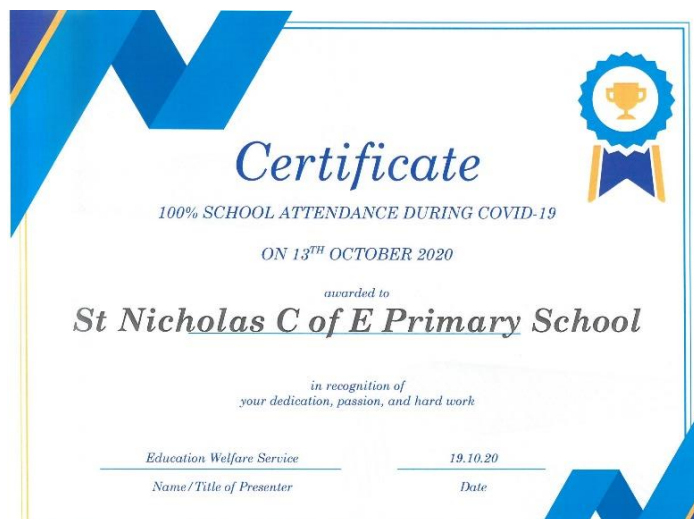 Certificate
100% SCHOOL ATTENDANCE DURING COVID-19
ON 13TH OCTOBER 2020
awarded to
St Nicholas C of E Primary School
in recognition of
your dedication, passion, and hard work
Education Welfare Service 19.10.20
Name/Title of Presenter Date